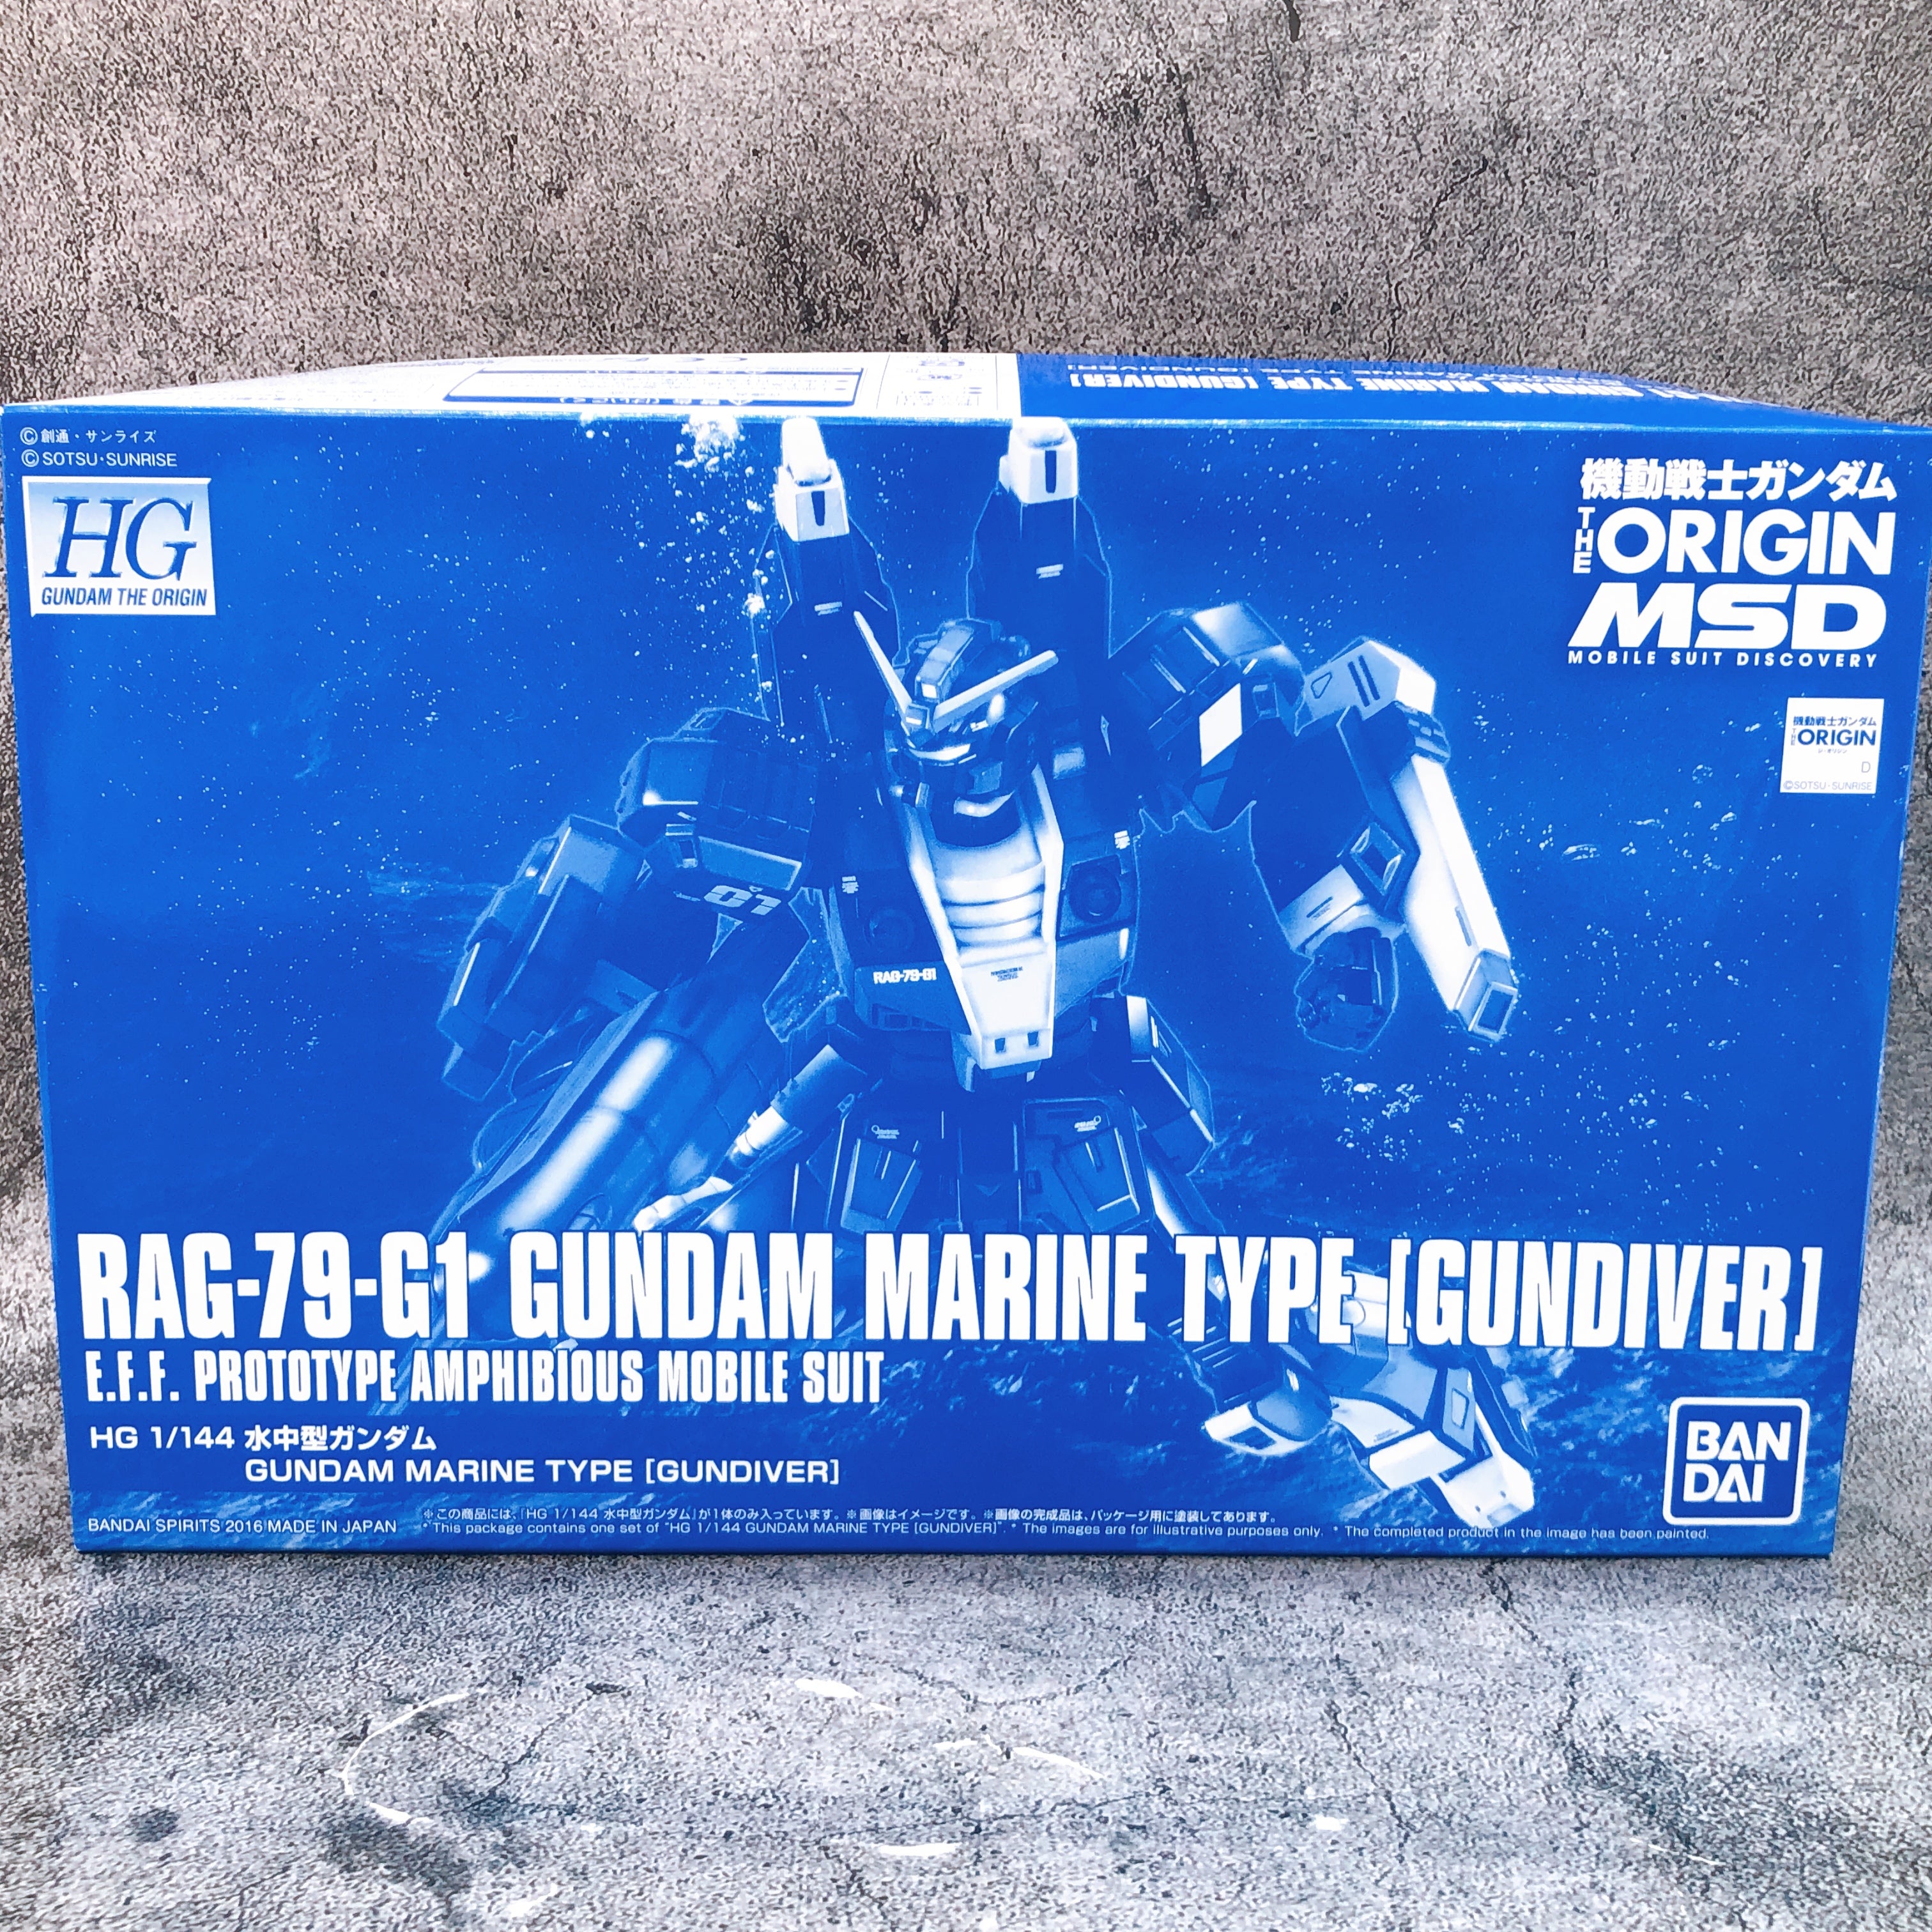 GUNDAM MARINE TYPE [GUNDIVER]
©創通・サンライズ
©SOTSU・SUNRISE
HG
GUNDAM THE ORIGIN
機動戦士ガンダム
THE ORIGIN
MSD
MOBILE SUIT DISCOVERY
機動戦士ガンダム
THE ORIGIN
D
©SOTSU・SUNRISE
01
RAG-79-G1
RAG-79-G1 GUNDAM MARINE TYPE [GUNDIVER]
E.F.F. PROTOTYPE AMPHIBIOUS MOBILE SUIT
HG 1/144 水中型ガンダム
GUNDAM MARINE TYPE [GUNDIVER]
BAN
DAI
※この商品には、「HG 1/144 水中型ガンダム」が1体のみ入っています。※画像はイメージです。※画像の完成品は、パッケージ用に塗装してあります。
BANDAI SPIRITS 2016 MADE IN JAPAN
*This package contains one set of "HG 1/144 GUNDAM MARINE TYPE [GUNDIVER]". * The images are for illustrative purposes only. * The completed product in the image has been painted.